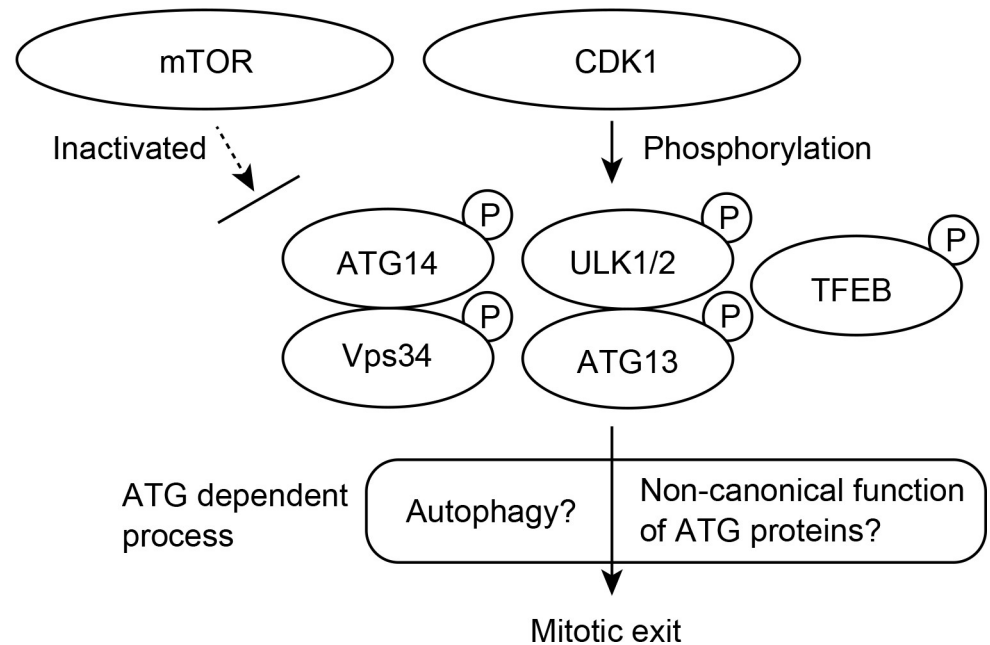 mTOR
CDK1
Inactivated
Phosphorylation
P
P
P
ATG14
ULK1/2
TFEB
P
P
Vps34
ATG13
ATG dependent
process
Autophagy?
Non-canonical function
of ATG proteins?
Mitotic exit